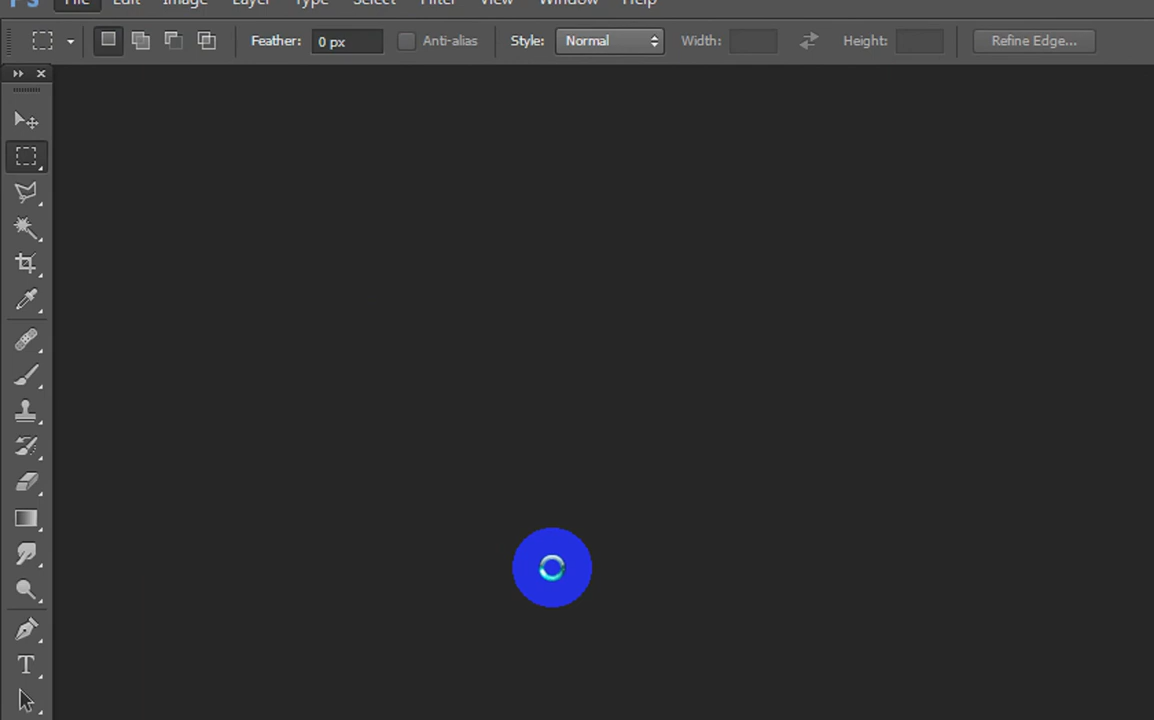 Ps File Edit Image Layer Type Select Filter View Window Help
Feather: 0 px Anti-alias Style: Normal Width: Height: Refine Edge...
T